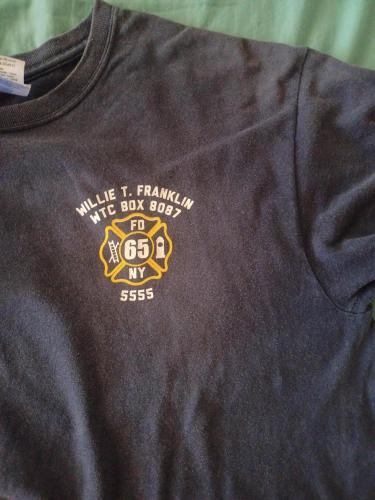 WILLIE T. FRANKLIN
WTC BOX 8087
FD
65
NY
5555